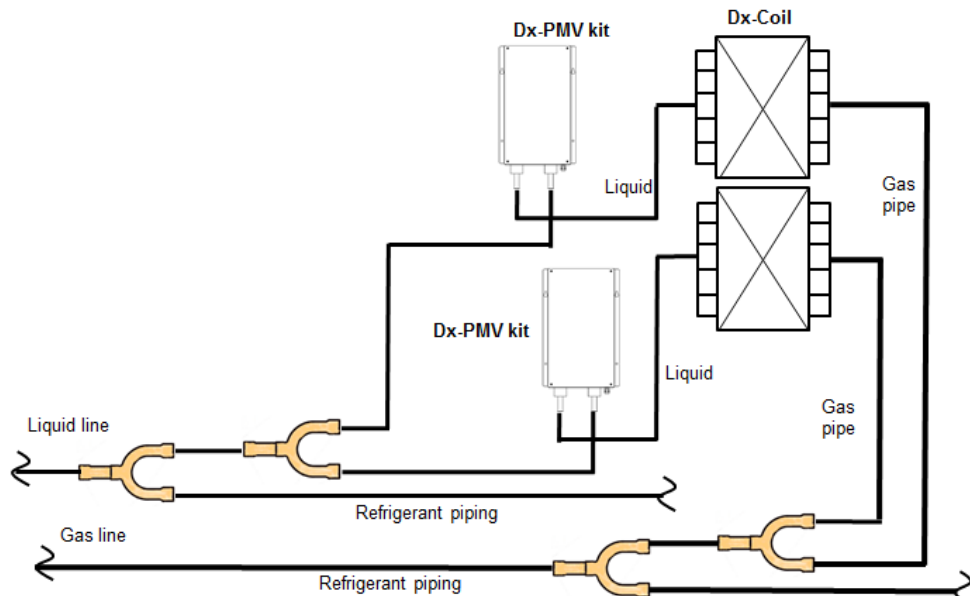 Dx-PMV kit
Dx-Coil
Liquid
Gas
pipe
Dx-PMV kit
Liquid
Gas
pipe
Liquid line
Refrigerant piping
Gas line
Refrigerant piping